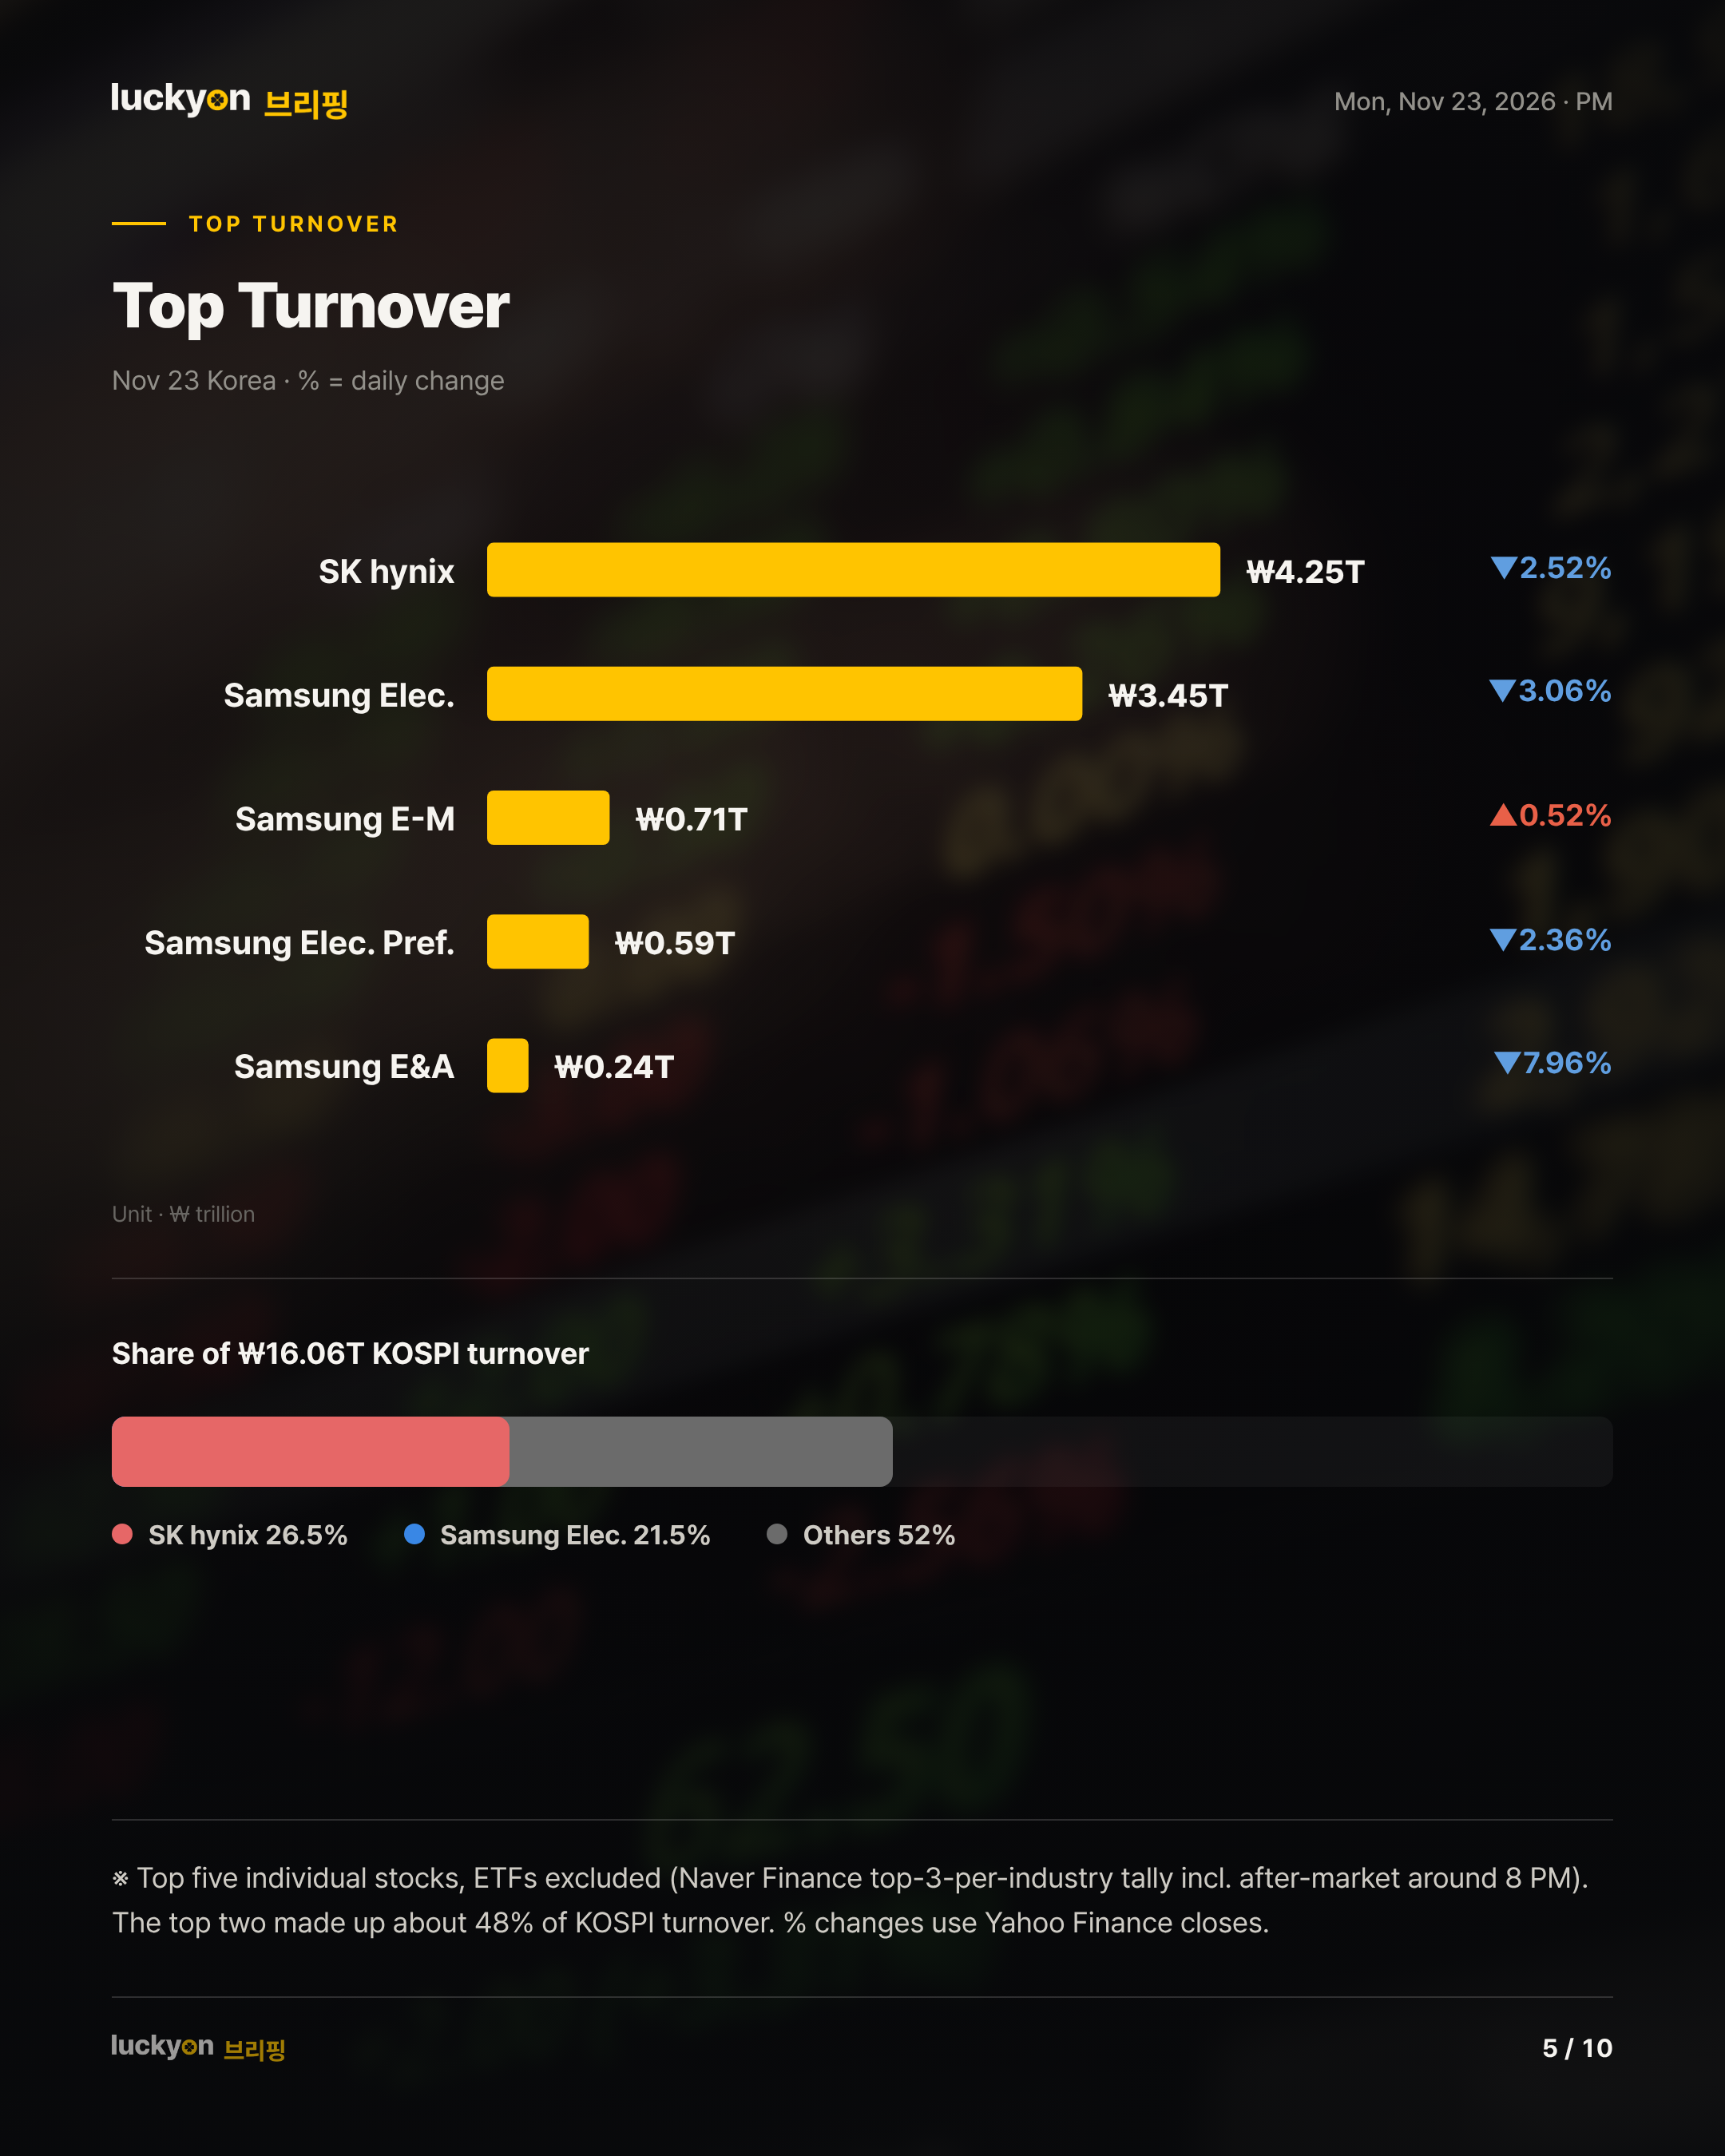 luckyon 브리핑
Mon, Nov 23, 2026 · PM
TOP TURNOVER
Top Turnover
Nov 23 Korea · % = daily change
SK hynix ₩4.25T ▼2.52%
Samsung Elec. ₩3.45T ▼3.06%
Samsung E-M ₩0.71T ▲0.52%
Samsung Elec. Pref. ₩0.59T ▼2.36%
Samsung E&A ₩0.24T ▼7.96%
Unit · ₩ trillion
Share of ₩16.06T KOSPI turnover
SK hynix 26.5% Samsung Elec. 21.5% Others 52%
※ Top five individual stocks, ETFs excluded (Naver Finance top-3-per-industry tally incl. after-market around 8 PM).
The top two made up about 48% of KOSPI turnover. % changes use Yahoo Finance closes.
luckyon 브리핑
5 / 10